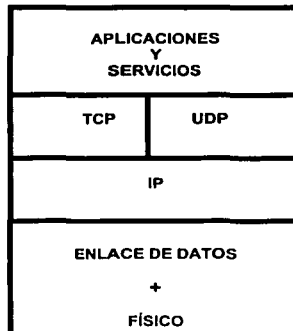 APLICACIONES
Y
SERVICIOS
TCP UDP
IP
ENLACE DE DATOS
+
FÍSICO